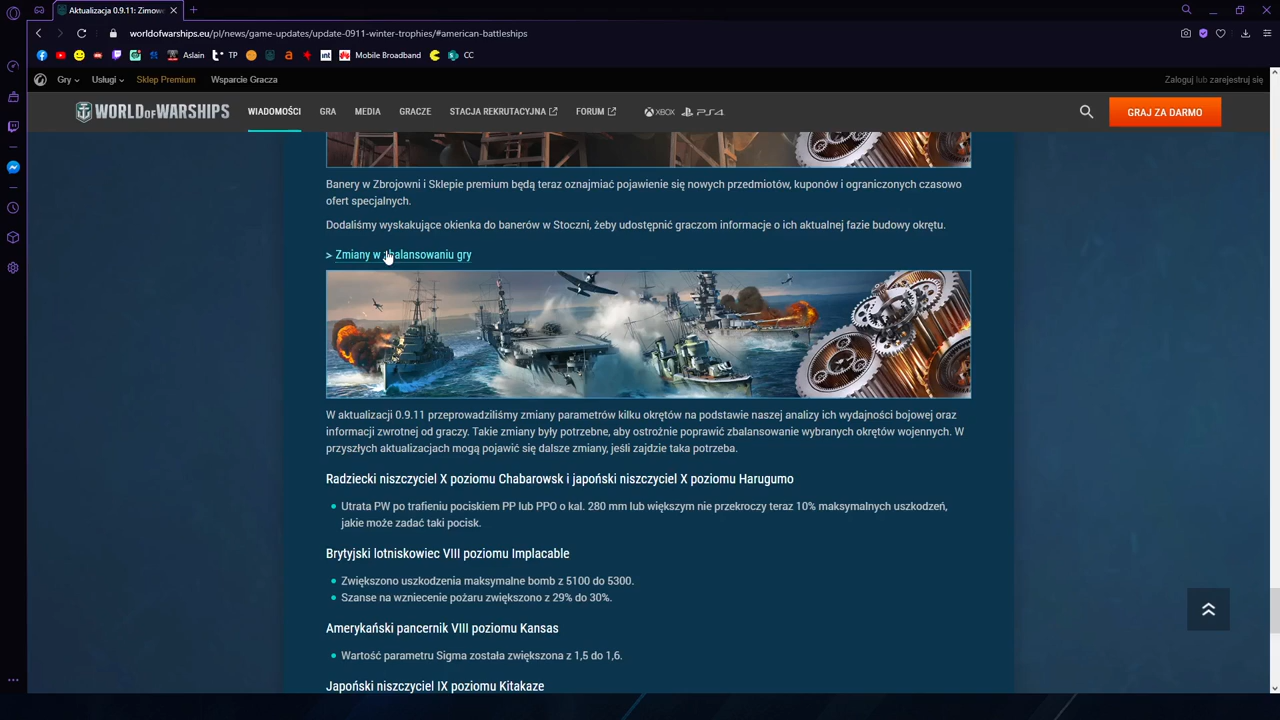 Aktualizacja 0.9.11: Zimow
worldofwarships.eu/pl/news/game-updates/update-0911-winter-trophies/#american-battleships
Aslain
TP
int
Mobile Broadband
CC
Gry
Usługi
Sklep Premium
Wsparcie Gracza
Zaloguj lub zarejestruj się
WORLD OF WARSHIPS
WIADOMOŚCI
GRA
MEDIA
GRACZE
STACJA REKRUTACYJNA
FORUM
XBOX
PS4
GRAJ ZA DARMO
Banery w Zbrojowni i Sklepie premium będą teraz oznajmiać pojawienie się nowych przedmiotów, kuponów i ograniczonych czasowo
ofert specjalnych.
Dodaliśmy wyskakujące okienka do banerów w Stoczni, żeby udostępnić graczom informacje o ich aktualnej fazie budowy okrętu.
> Zmiany w zbalansowaniu gry
W aktualizacji 0.9.11 przeprowadziliśmy zmiany parametrów kilku okrętów na podstawie naszej analizy ich wydajności bojowej oraz
informacji zwrotnej od graczy. Takie zmiany były potrzebne, aby ostrożnie poprawić zbalansowanie wybranych okrętów wojennych. W
przyszłych aktualizacjach mogą pojawić się dalsze zmiany, jeśli zajdzie taka potrzeba.
Radziecki niszczyciel X poziomu Chabarowsk i japoński niszczyciel X poziomu Harugumo
Utrata PW po trafieniu pociskiem PP lub PPO o kal. 280 mm lub większym nie przekroczy teraz 10% maksymalnych uszkodzeń,
jakie może zadać taki pocisk.
Brytyjski lotniskowiec VIII poziomu Implacable
Zwiększono uszkodzenia maksymalne bomb z 5100 do 5300.
Szanse na wzniecenie pożaru zwiększono z 29% do 30%.
Amerykański pancernik VIII poziomu Kansas
Wartość parametru Sigma została zwiększona z 1,5 do 1,6.
Japoński niszczyciel IX poziomu Kitakaze